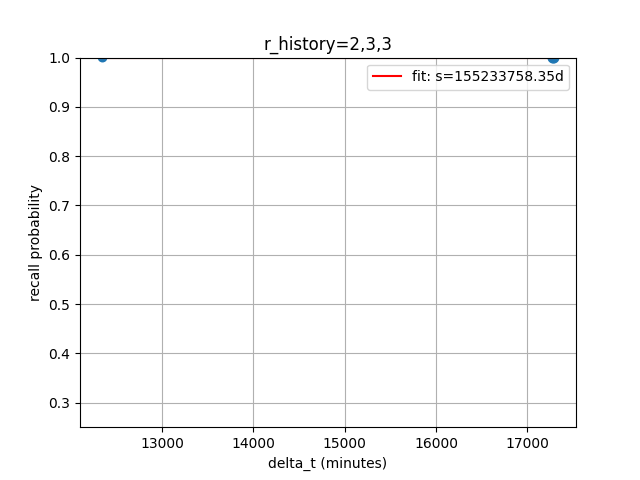 r_history=2,3,3
fit: s=155233758.35d
1.0
0.9
0.8
0.7
0.6
0.5
0.4
0.3
recall probability
13000 14000 15000 16000 17000
delta_t (minutes)